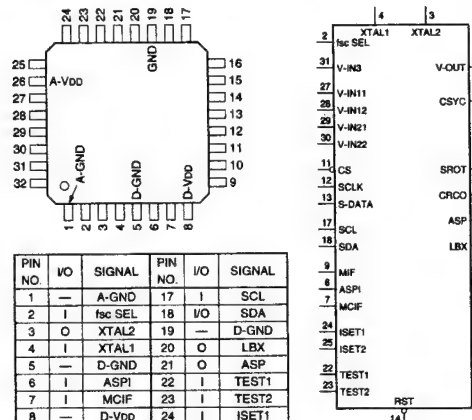 24 23 22 21 20 19 18 17
GND
25 16
26 A-VDD 15
27 14
28 13
29 12
30 11
31 10
32 9
A-GND D-GND D-VDD
1 2 3 4 5 6 7 8
PIN NO. I/O SIGNAL PIN NO. I/O SIGNAL
1 — A-GND 17 I SCL
2 I fsc SEL 18 I/O SDA
3 O XTAL2 19 — D-GND
4 I XTAL1 20 O LBX
5 — D-GND 21 O ASP
6 I ASPI 22 I TEST1
7 I MCIF 23 I TEST2
8 — D-VDD 24 I ISET1
4 3
XTAL1 XTAL2
2 fsc SEL
31 V-IN3 V-OUT
27 V-IN11
28 V-IN12 CSYC
29 V-IN21
30 V-IN22
11 CS SROT
12 SCLK
13 S-DATA CRCO
17 SCL ASP
18 SDA LBX
9 MIF
6 ASPI
7 MCIF
24 ISET1
25 ISET2
22 TEST1
23 TEST2
RST
14